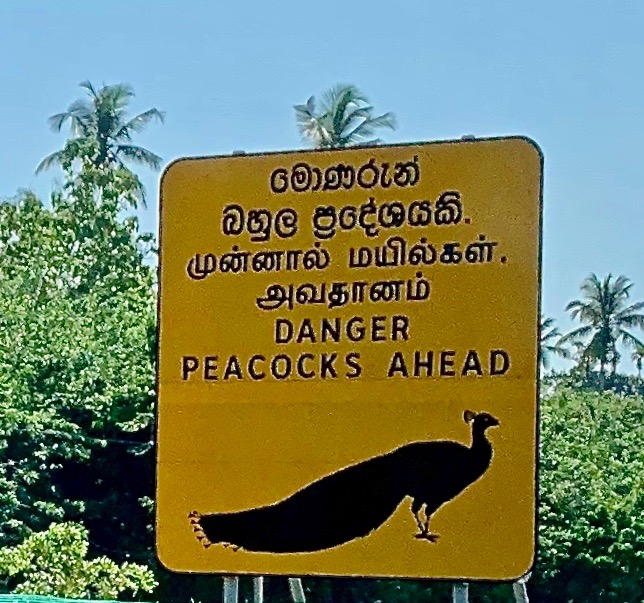 මොණරුන්
බහුල ප්‍රදේශයකි.
முன்னால் மயில்கள்.
அவதானம்
DANGER
PEACOCKS AHEAD